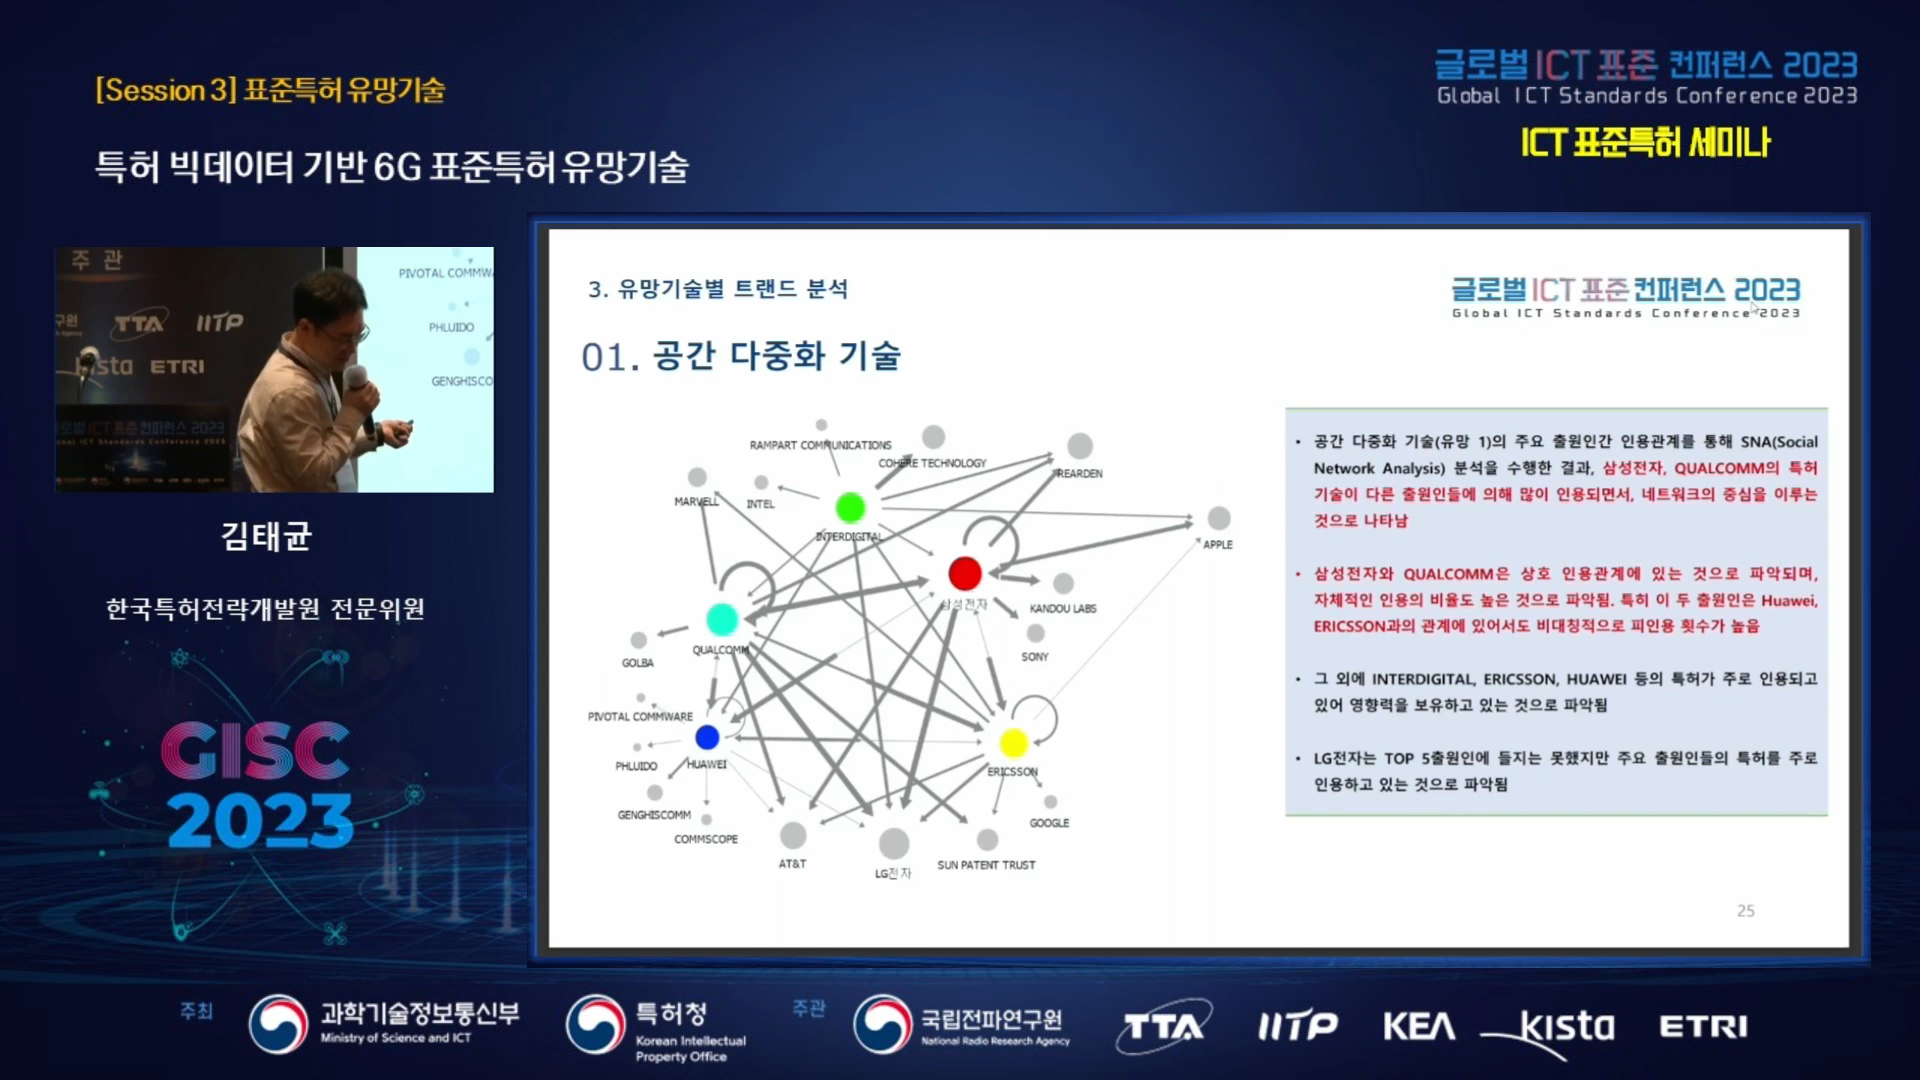 [Session 3] 표준특허 유망기술
특허 빅데이터 기반 6G 표준특허 유망기술
글로벌 ICT 표준 컨퍼런스 2023
Global ICT Standards Conference 2023
ICT 표준특허 세미나
주 관
TTA IITP
kista ETRI
PIVOTAL COMMW
PHLUIDO
GENGHISCO
김태균
한국특허전략개발원 전문위원
GISC
2023
3. 유망기술별 트랜드 분석
글로벌 ICT 표준 컨퍼런스 2023
Global ICT Standards Conference 2023
01. 공간 다중화 기술
RAMPART COMMUNICATIONS
COHERE TECHNOLOGY
REARDEN
MARVELL
INTEL
INTERDIGITAL
APPLE
삼성전자
KANDOU LABS
SONY
GOLBA
QUALCOMM
PIVOTAL COMMWARE
PHLUIDO
HUAWEI
ERICSSON
GENGHISCOMM
COMMSCOPE
GOOGLE
AT&T
LG전자
SUN PATENT TRUST
• 공간 다중화 기술(유망 1)의 주요 출원인간 인용관계를 통해 SNA(Social
Network Analysis) 분석을 수행한 결과, 삼성전자, QUALCOMM의 특허
기술이 다른 출원인들에 의해 많이 인용되면서, 네트워크의 중심을 이루는
것으로 나타남
• 삼성전자와 QUALCOMM은 상호 인용관계에 있는 것으로 파악되며,
자체적인 인용의 비율도 높은 것으로 파악됨. 특히 이 두 출원인은 Huawei,
ERICSSON과의 관계에 있어서도 비대칭적으로 피인용 횟수가 높음
• 그 외에 INTERDIGITAL, ERICSSON, HUAWEI 등의 특허가 주로 인용되고
있어 영향력을 보유하고 있는 것으로 파악됨
• LG전자는 TOP 5출원인에 들지는 못했지만 주요 출원인들의 특허를 주로
인용하고 있는 것으로 파악됨
25
주최
과학기술정보통신부
Ministry of Science and ICT
특허청
Korean Intellectual
Property Office
주관
국립전파연구원
National Radio Research Agency
TTA
IITP
KEA
kista
ETRI